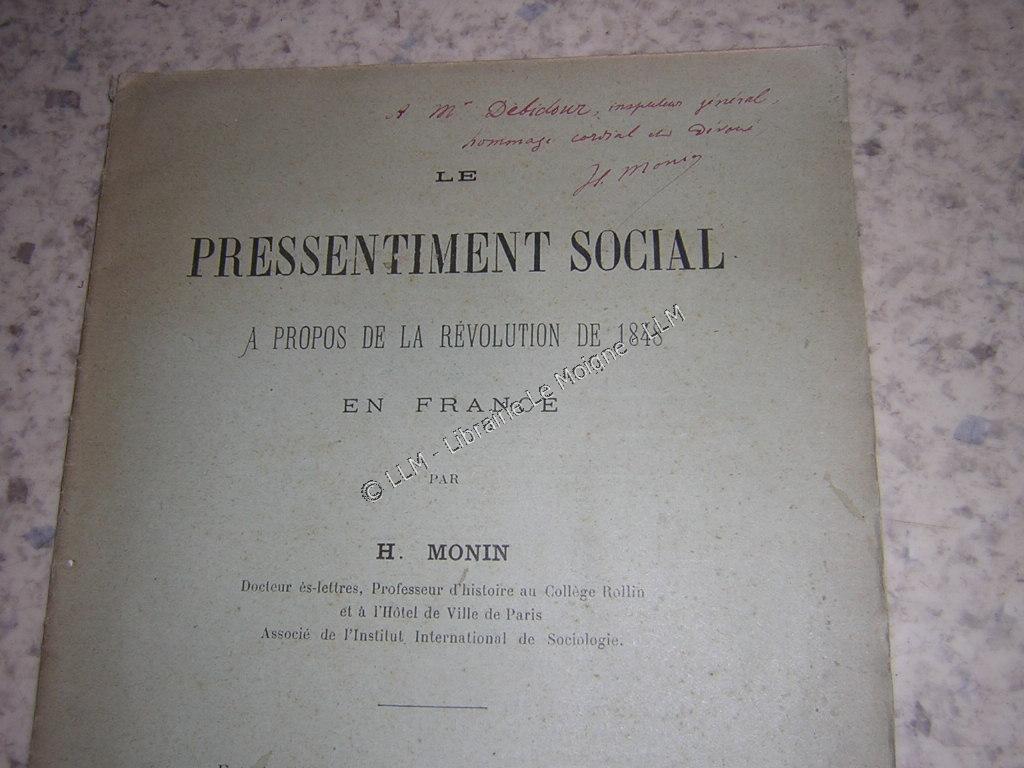 A Mr Debidour, inspecteur général,
hommage cordial et dévoué
H. Monin
LE
PRESSENTIMENT SOCIAL
A PROPOS DE LA RÉVOLUTION DE 1848
EN FRANCE
© LLM - Librairie Le Moigne - LLM
PAR
H. MONIN
Docteur ès-lettres, Professeur d'histoire au Collège Rollin
et à l'Hôtel de Ville de Paris
Associé de l'Institut International de Sociologie.